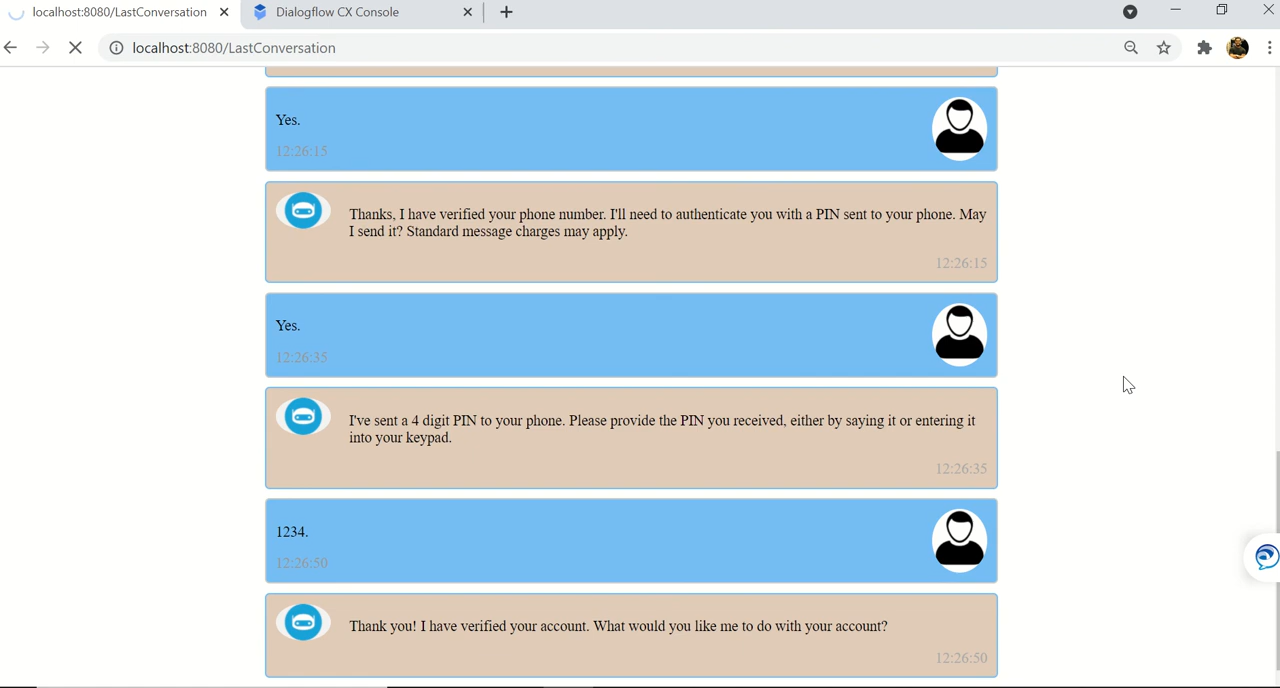 localhost:8080/LastConversation
Dialogflow CX Console
localhost:8080/LastConversation
Yes.
12:26:15
Thanks, I have verified your phone number. I'll need to authenticate you with a PIN sent to your phone. May
I send it? Standard message charges may apply.
12:26:15
Yes.
12:26:35
I've sent a 4 digit PIN to your phone. Please provide the PIN you received, either by saying it or entering it
into your keypad.
12:26:35
1234.
12:26:50
Thank you! I have verified your account. What would you like me to do with your account?
12:26:50